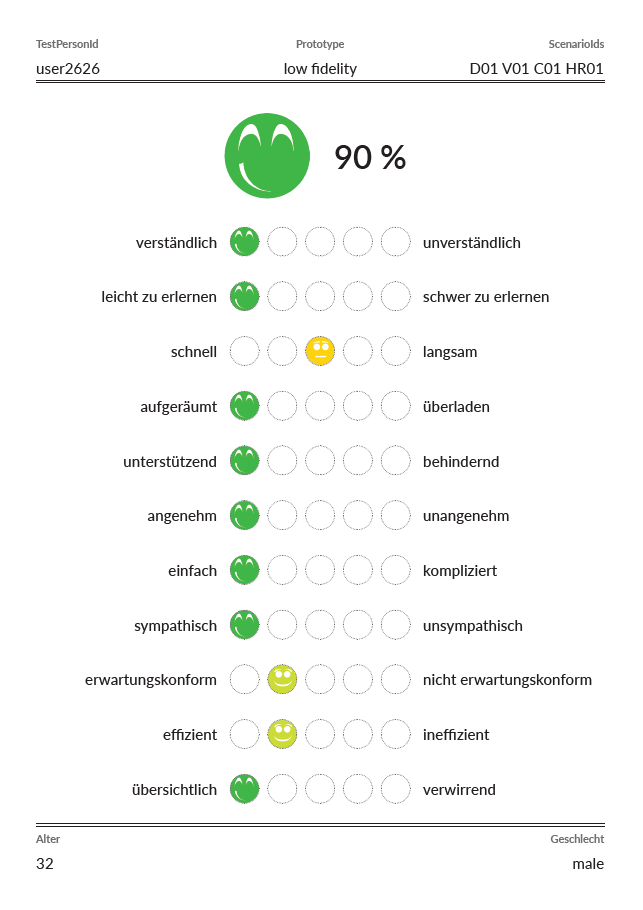 TestPersonId Prototype ScenarioIds
user2626 low fidelity D01 V01 C01 HR01
90 %
verständlich unverständlich
leicht zu erlernen schwer zu erlernen
schnell langsam
aufgeräumt überladen
unterstützend behindernd
angenehm unangenehm
einfach kompliziert
sympathisch unsympathisch
erwartungskonform nicht erwartungskonform
effizient ineffizient
übersichtlich verwirrend
Alter Geschlecht
32 male